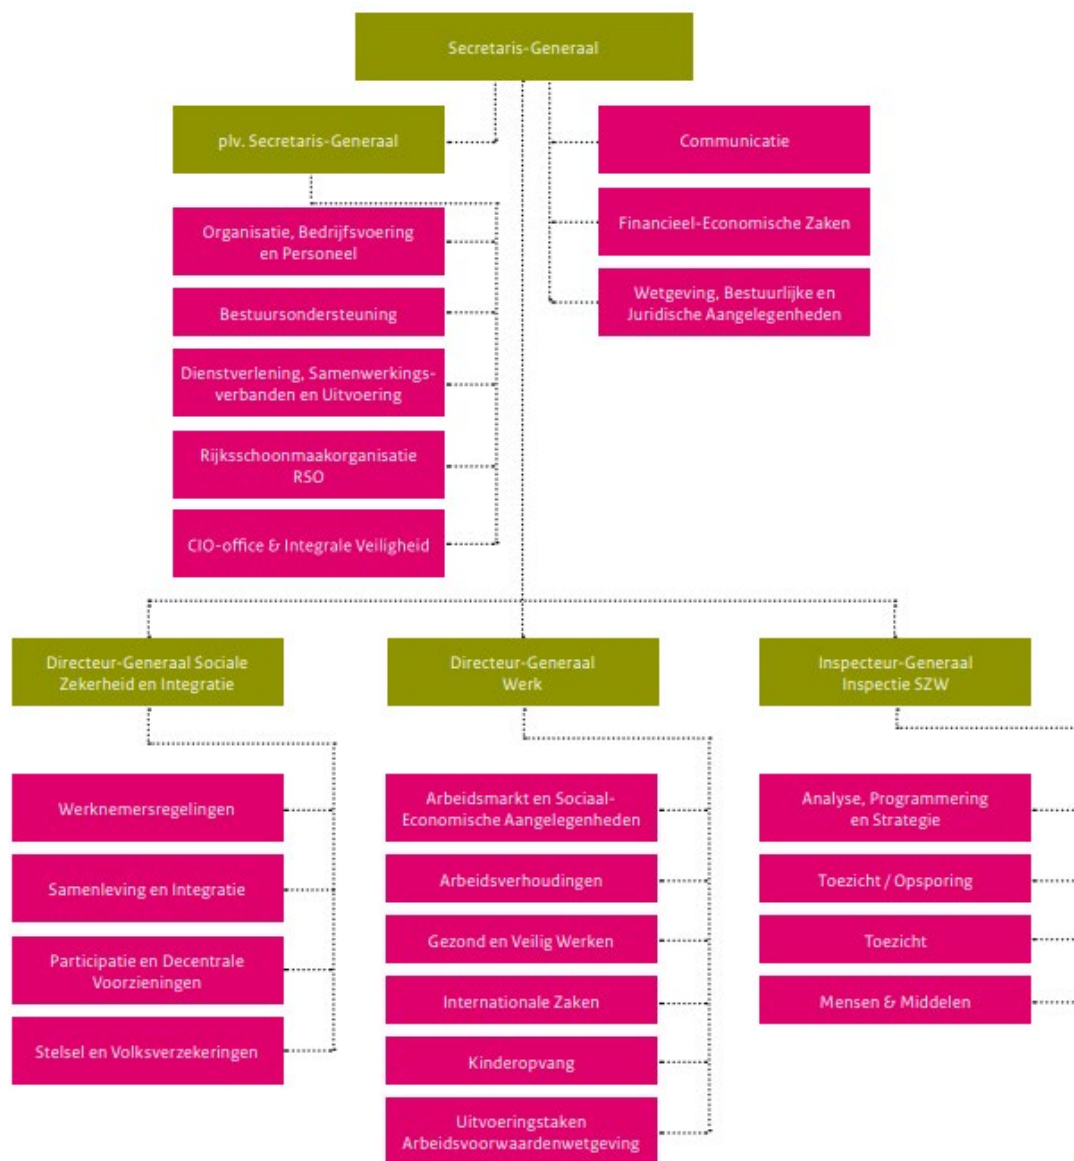 Secretaris-Generaal
plv. Secretaris-Generaal
Communicatie
Financieel-Economische Zaken
Wetgeving, Bestuurlijke en
Juridische Aangelegenheden
Organisatie, Bedrijfsvoering
en Personeel
Bestuursondersteuning
Dienstverlening, Samenwerkings-
verbanden en Uitvoering
Rijksschoonmaakorganisatie
RSO
CIO-office & Integrale Veiligheid
Directeur-Generaal Sociale
Zekerheid en Integratie
Werknemersregelingen
Samenleving en Integratie
Participatie en Decentrale
Voorzieningen
Stelsel en Volksverzekeringen
Directeur-Generaal
Werk
Arbeidsmarkt en Sociaal-
Economische Aangelegenheden
Arbeidsverhoudingen
Gezond en Veilig Werken
Internationale Zaken
Kinderopvang
Uitvoeringstaken
Arbeidsvoorwaardenwetgeving
Inspecteur-Generaal
Inspectie SZW
Analyse, Programmering
en Strategie
Toezicht / Opsporing
Toezicht
Mensen & Middelen